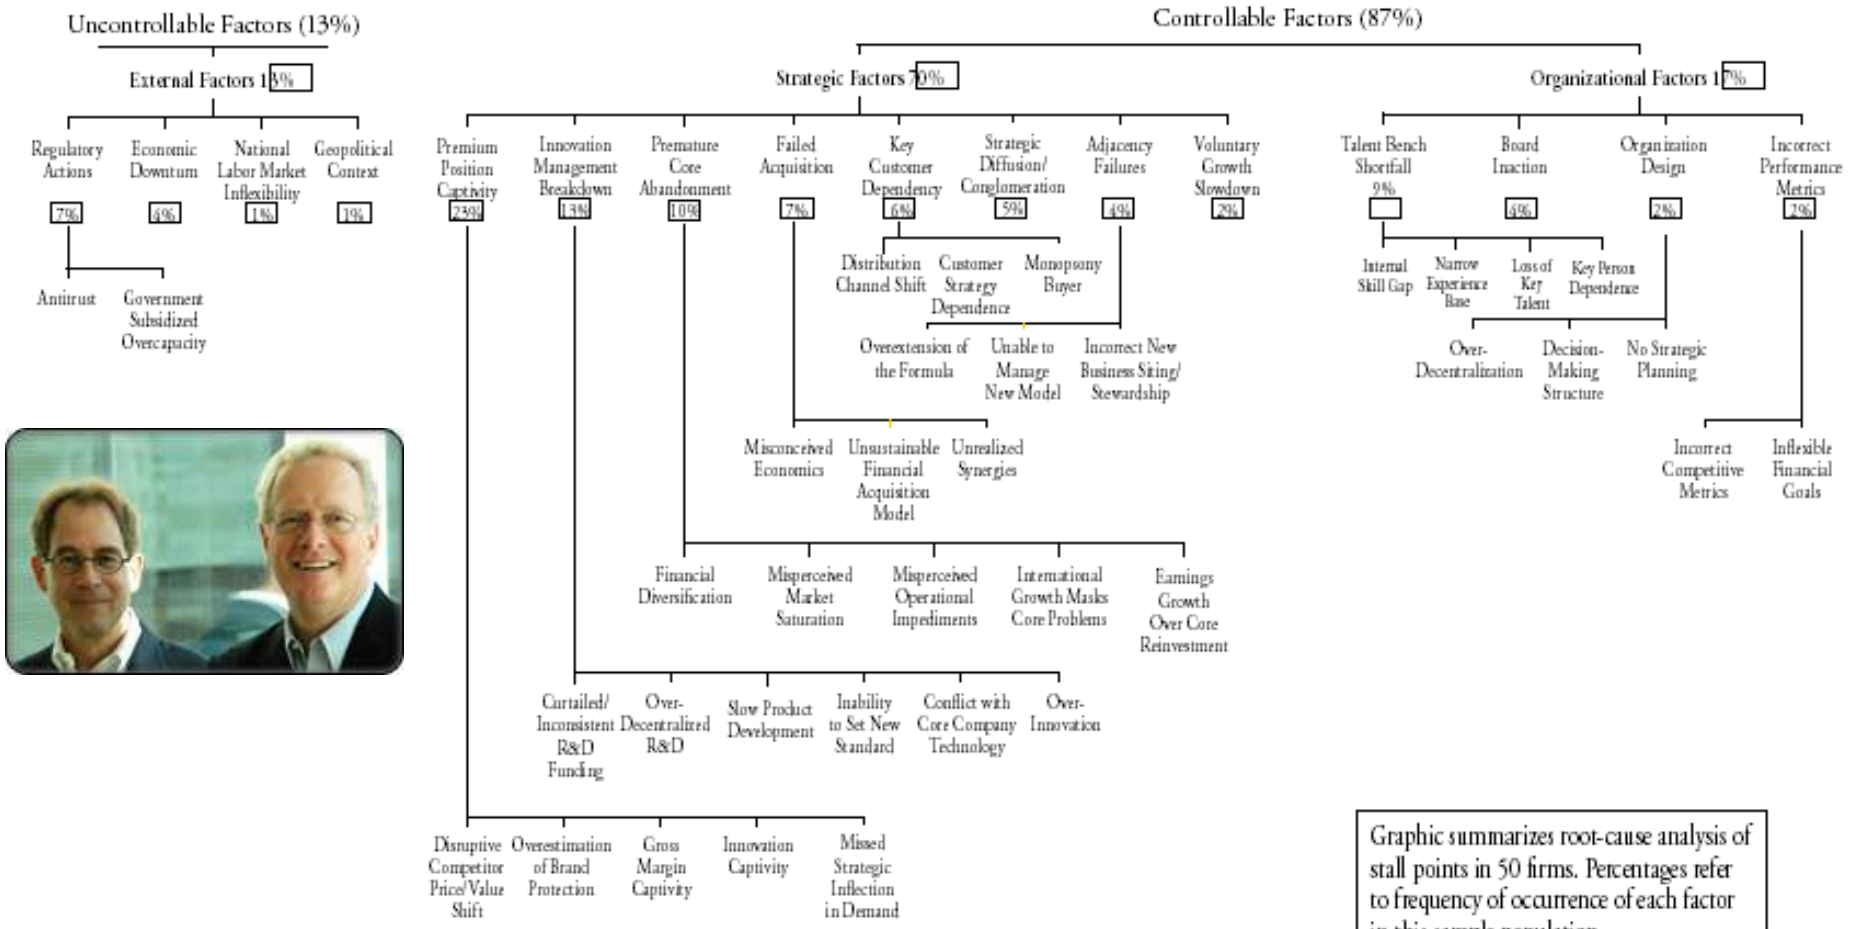 Uncontrollable Factors (13%)
External Factors 13%
Regulatory
Actions
7%
Economic
Downturn
4%
National
Labor Market
Inflexibility
1%
Geopolitical
Context
1%
Antitrust
Government
Subsidized
Overcapacity
Controllable Factors (87%)
Strategic Factors 70%
Premium
Position
Captivity
23%
Innovation
Management
Breakdown
13%
Premature
Core
Abandonment
10%
Failed
Acquisition
7%
Key
Customer
Dependency
6%
Strategic
Diffusion/
Conglomeration
5%
Adjacency
Failures
4%
Voluntary
Growth
Slowdown
2%
Distribution
Channel Shift
Customer
Strategy
Dependence
Monopsony
Buyer
Overextension of
the Formula
Unable to
Manage
New Model
Incorrect New
Business Siting/
Stewardship
Misconceived
Economics
Unsustainable
Financial
Acquisition
Model
Unrealized
Synergies
Financial
Diversification
Misperceived
Market
Saturation
Misperceived
Operational
Impediments
International
Growth Masks
Core Problems
Earnings
Growth
Over Core
Reinvestment
Curtailed/
Inconsistent
R&D
Funding
Over-
Decentralized
R&D
Slow Product
Development
Inability
to Set New
Standard
Conflict with
Core Company
Technology
Over-
Innovation
Disruptive
Competitor
Price/Value
Shift
Overestimation
of Brand
Protection
Gross
Margin
Captivity
Innovation
Captivity
Missed
Strategic
Inflection
in Demand
Organizational Factors 17%
Talent Bench
Shortfall
9%
Board
Inaction
4%
Organization
Design
2%
Incorrect
Performance
Metrics
2%
Internal
Skill Gap
Narrow
Experience
Base
Loss of
Key
Talent
Key Person
Dependence
Over-
Decentralization
Decision-
Making
Structure
No Strategic
Planning
Incorrect
Competitive
Metrics
Inflexible
Financial
Goals
Graphic summarizes root-cause analysis of
stall points in 50 firms. Percentages refer
to frequency of occurrence of each factor